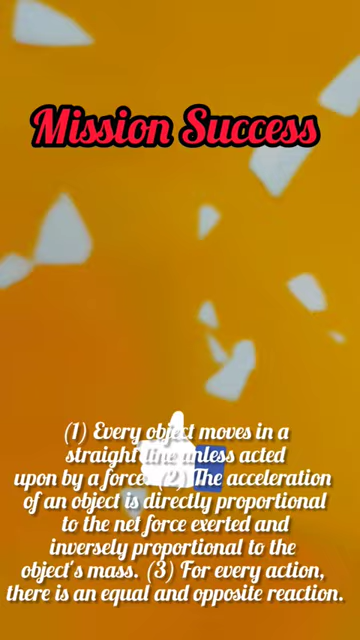 Mission Success
(1) Every object moves in a
straight line unless acted
upon by a force. (2) The acceleration
of an object is directly proportional
to the net force exerted and
inversely proportional to the
object's mass. (3) For every action,
there is an equal and opposite reaction.